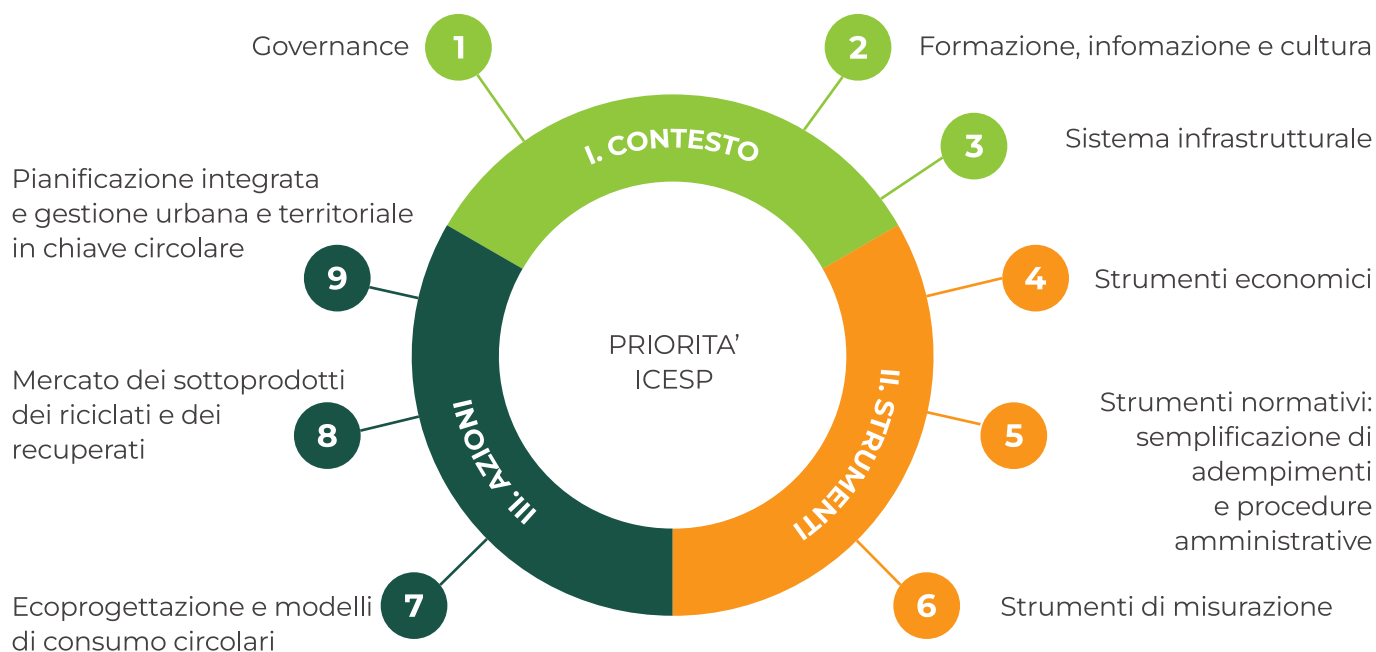 1
Governance
2
Formazione, infomazione e cultura
3
Sistema infrastrutturale
4
Strumenti economici
5
Strumenti normativi:
semplificazione di
adempimenti
e procedure
amministrative
6
Strumenti di misurazione
7
Ecoprogettazione e modelli
di consumo circolari
8
Mercato dei sottoprodotti
dei riciclati e dei
recuperati
9
Pianificazione integrata
e gestione urbana e territoriale
in chiave circolare
I. CONTESTO
II. STRUMENTI
III. AZIONI
PRIORITA’
ICESP